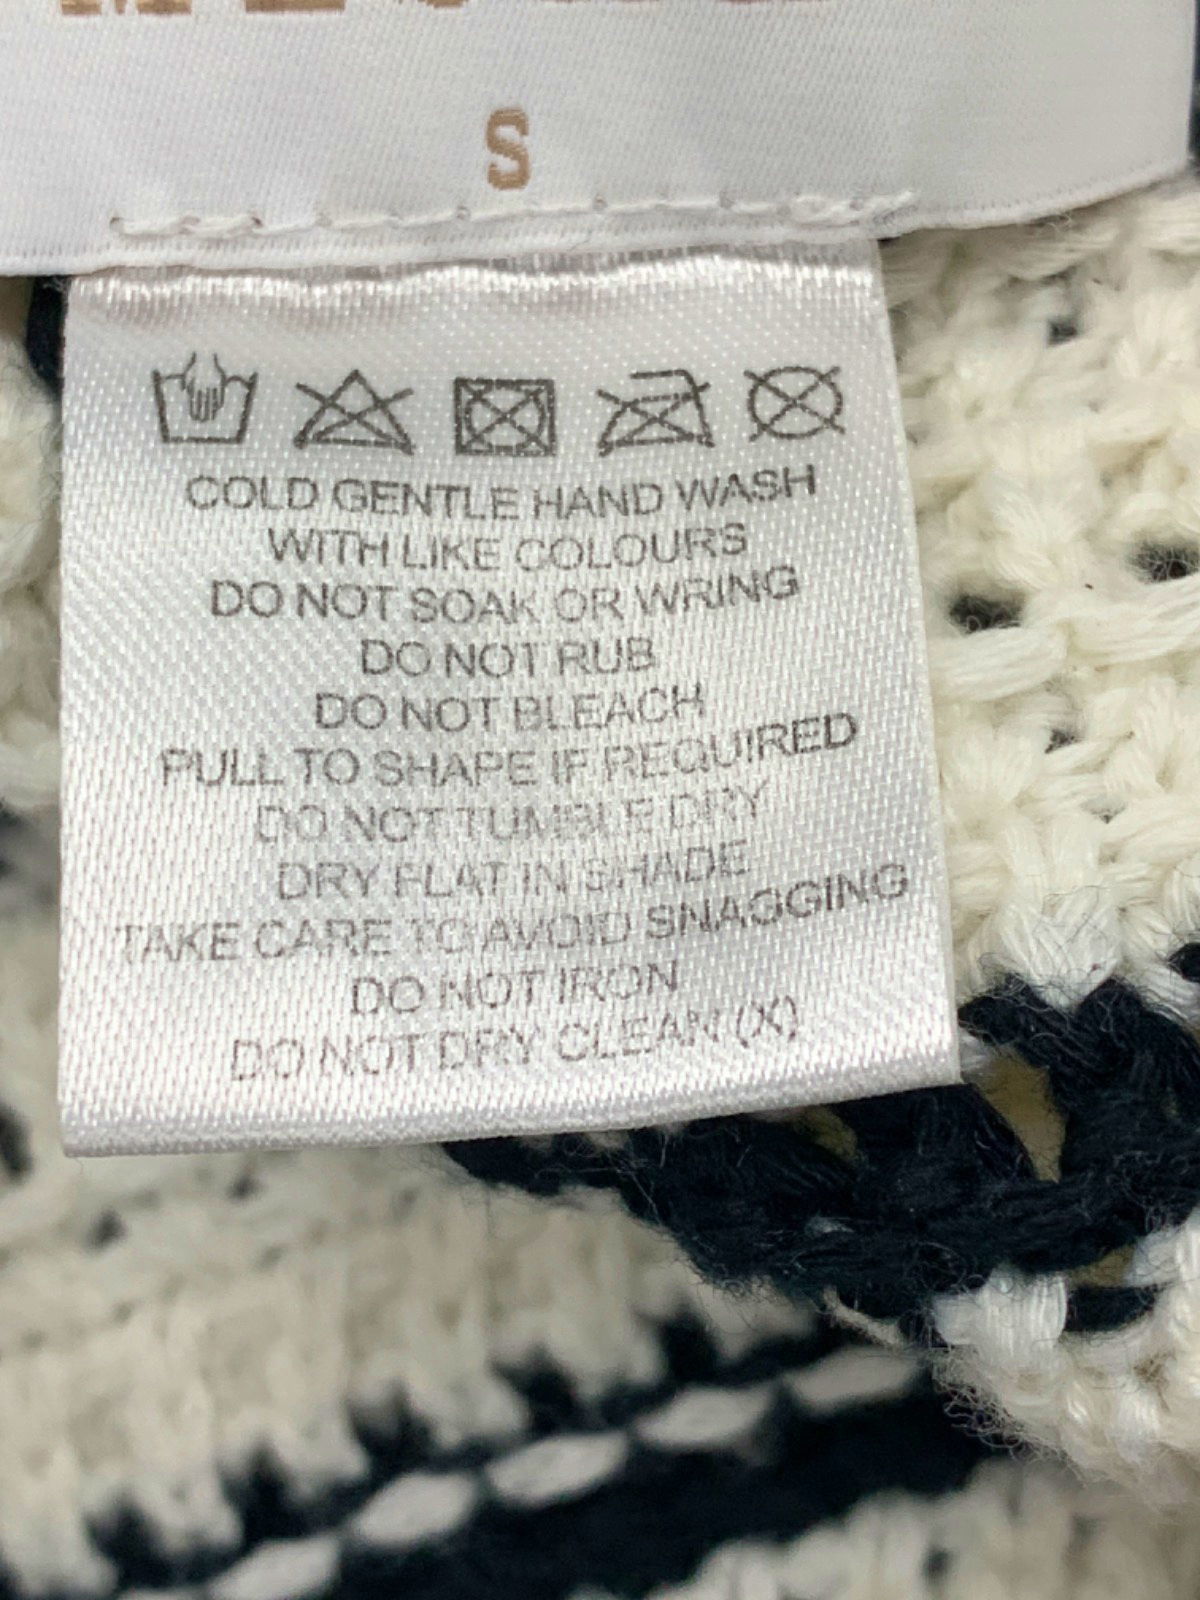 S
COLD GENTLE HAND WASH
WITH LIKE COLOURS
DO NOT SOAK OR WRING
DO NOT RUB
DO NOT BLEACH
PULL TO SHAPE IF REQUIRED
DO NOT TUMBLE DRY
DRY FLAT IN SHADE
TAKE CARE TO AVOID SNAGGING
DO NOT IRON
DO NOT DRY CLEAN (X)